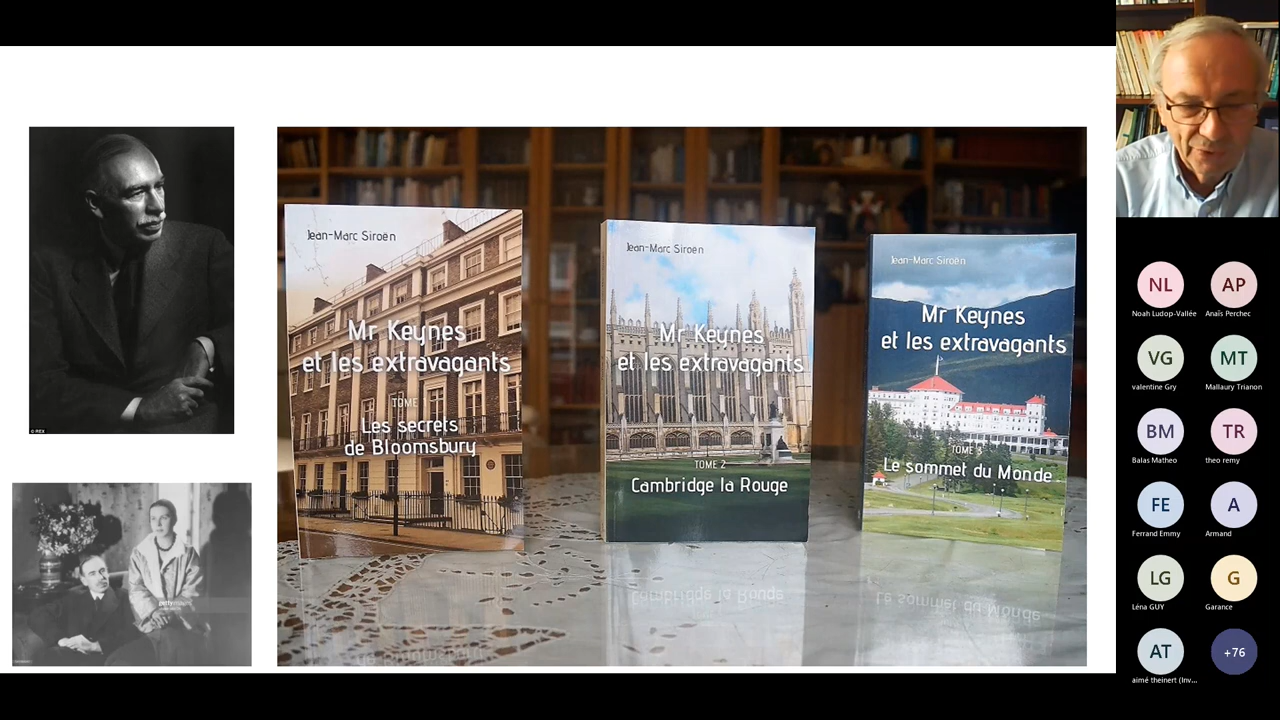 © REX
gettyimages
Jean-Marc Siroën
Mr Keynes
et les extravagants
TOME
Les secrets
de Bloomsbury
Jean-Marc Siroën
Mr Keynes
et les extravagants
TOME 2
Cambridge la Rouge
Jean-Marc Siroën
Mr Keynes
et les extravagants
TOME 3
Le sommet du Monde
NL
AP
Noah Ludop-Vallée
Anaïs Perchec
VG
MT
valentine Gry
Mallaury Trianon
BM
TR
Balas Matheo
theo remy
FE
A
Ferrand Emmy
Armand
LG
G
Léna GUY
Garance
AT
+76
aimé theinert (Inv...